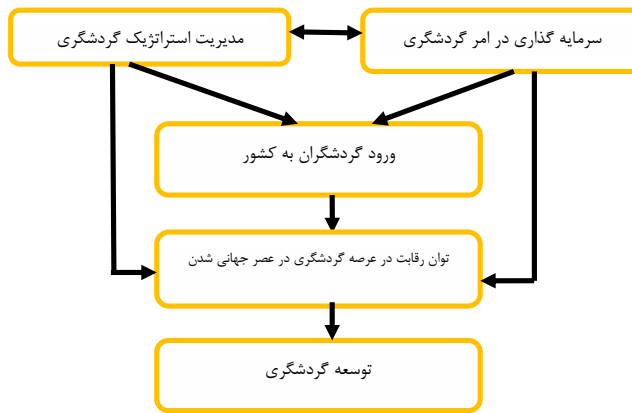 سرمایه گذاری در امر گردشگری
مدیریت استراتژیک گردشگری
ورود گردشگران به کشور
توان رقابت در عرصه گردشگری در عصر جهانی شدن
توسعه گردشگری